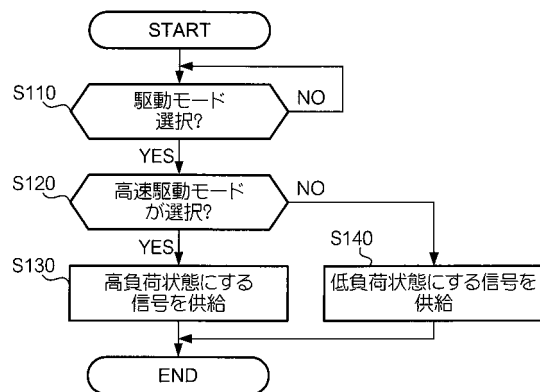 START
S110
駆動モード
選択?
NO
YES
S120
高速駆動モード
が選択?
NO
YES
S130
高負荷状態にする
信号を供給
S140
低負荷状態にする信号を
供給
END